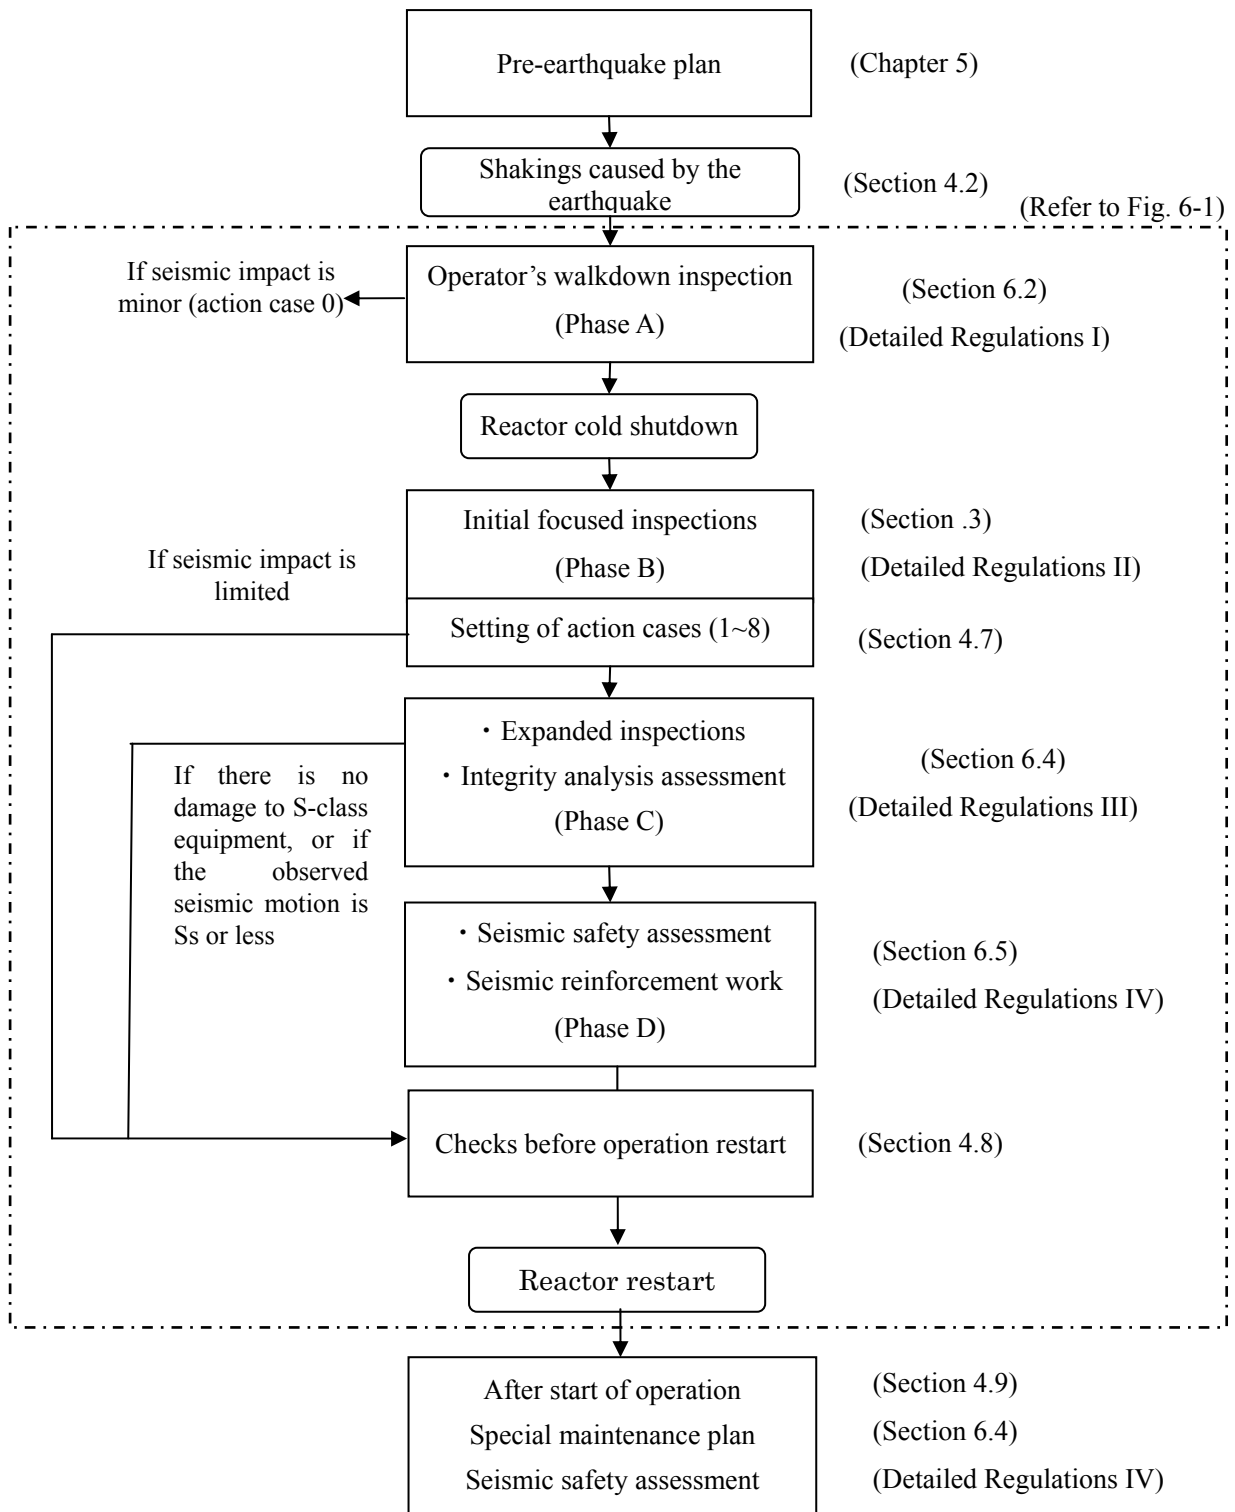 Pre-earthquake plan
(Chapter 5)
Shakings caused by the
earthquake
(Section 4.2)
(Refer to Fig. 6-1)
If seismic impact is
minor (action case 0)
Operator's walkdown inspection
(Phase A)
(Section 6.2)
(Detailed Regulations I)
Reactor cold shutdown
Initial focused inspections
(Phase B)
(Section .3)
(Detailed Regulations II)
If seismic impact is
limited
Setting of action cases (1~8)
(Section 4.7)
・Expanded inspections
・Integrity analysis assessment
(Phase C)
(Section 6.4)
(Detailed Regulations III)
If there is no
damage to S-class
equipment, or if
the observed
seismic motion is
Ss or less
・Seismic safety assessment
・Seismic reinforcement work
(Phase D)
(Section 6.5)
(Detailed Regulations IV)
Checks before operation restart
(Section 4.8)
Reactor restart
After start of operation
Special maintenance plan
Seismic safety assessment
(Section 4.9)
(Section 6.4)
(Detailed Regulations IV)